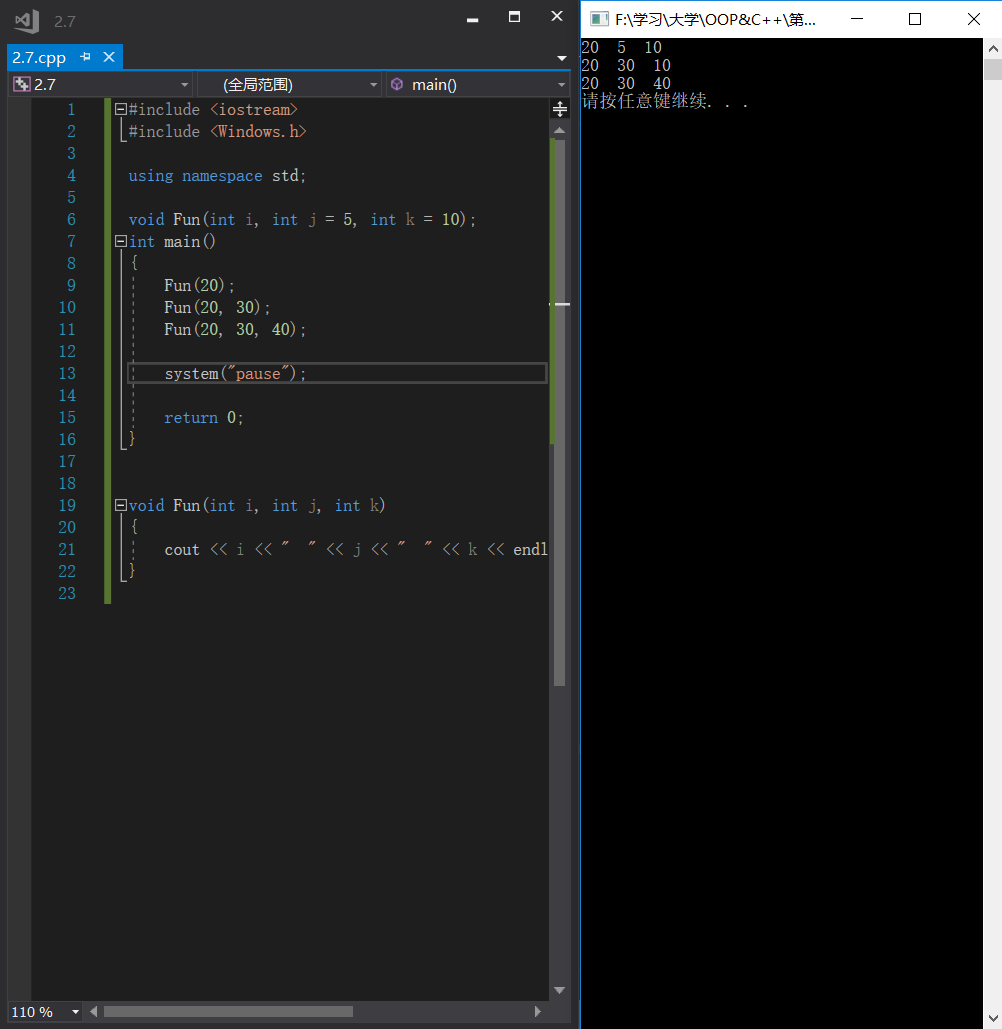 2.7
2.7.cpp
2.7 (全局范围) main()
1 #include <iostream>
2 #include <Windows.h>
3
4 using namespace std;
5
6 void Fun(int i, int j = 5, int k = 10);
7 int main()
8 {
9 Fun(20);
10 Fun(20, 30);
11 Fun(20, 30, 40);
12
13 system("pause");
14
15 return 0;
16 }
17
18
19 void Fun(int i, int j, int k)
20 {
21 cout << i << "  " << j << "  " << k << endl
22 }
23
110 %
F:\学习\大学\OOP&C++\第...
20  5  10
20  30  10
20  30  40
请按任意键继续. . .